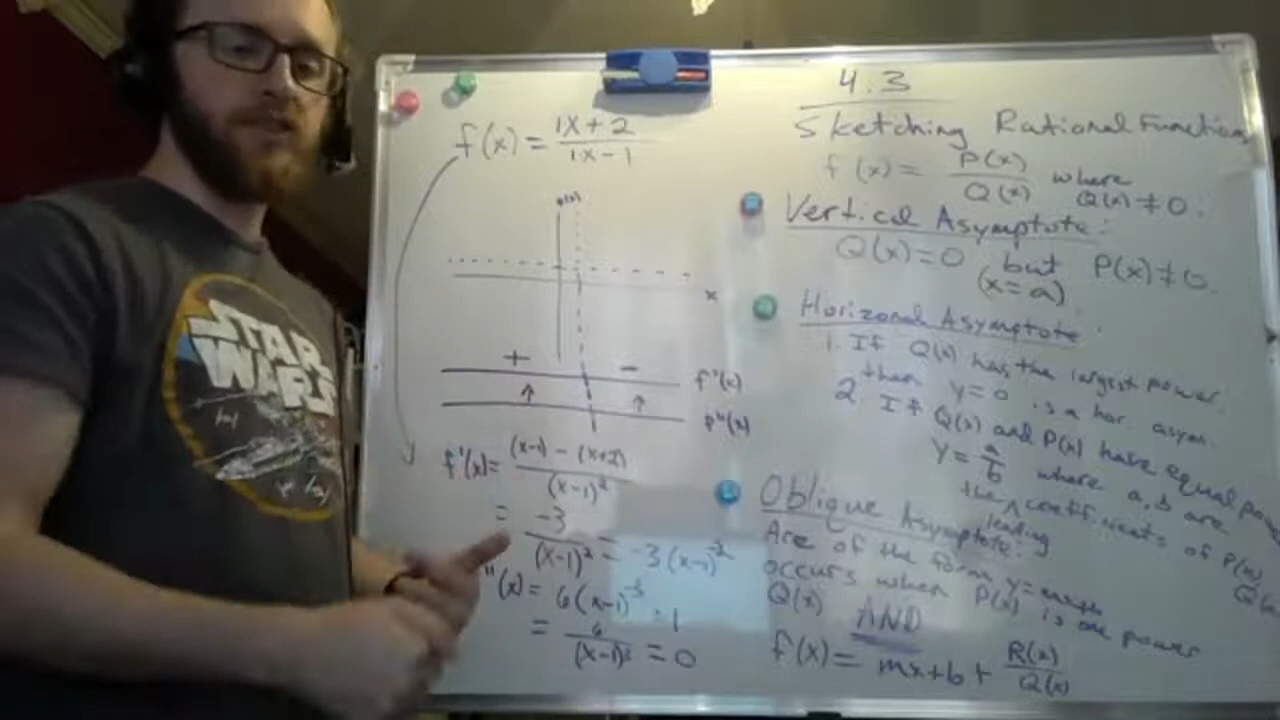 STAR
WARS
f(x) = 1x+2
1x-1
x
+ -
f'(x)
f''(x)
f'(x) = (x-1) - (x+2)
(x-1)²
= -3
(x-1)² = -3(x-1)⁻²
''(x) = 6(x-1)⁻³ · 1
= 6
(x-1)³ = 0
4.3
Sketching Rational Functions
f(x) = P(x)
Q(x) where
Q(x) ≠ 0.
Vertical Asymptote:
Q(x)=0 but P(x)≠0.
(x=a)
Horizonal Asymptote:
1. If Q(x) has the largest power.
then y=0 is a hor. asym.
2. If Q(x) and P(x) have equal power
y = a
b where a,b are
the leading coefficients of P(x)
Q(x
Oblique Asymptote:
Are of the form y=mx+b
occurs when P(x) is one power
Q(x) AND
f(x) = mx+b+ R(x)
Q(x)